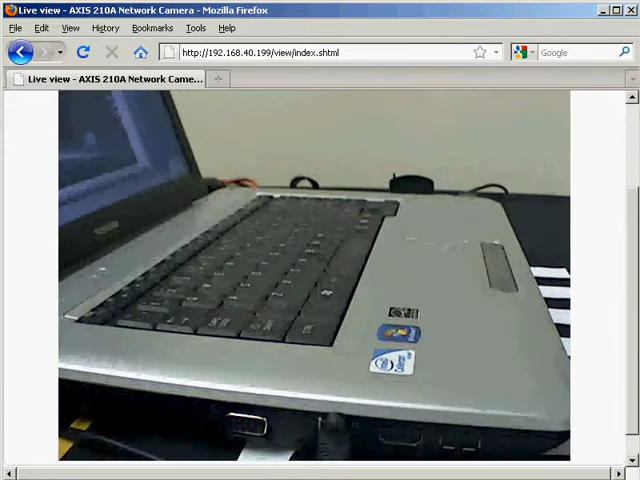 Live view - AXIS 210A Network Camera - Mozilla Firefox
File Edit View History Bookmarks Tools Help
http://192.168.40.199/view/index.shtml
Google
Live view - AXIS 210A Network Came...